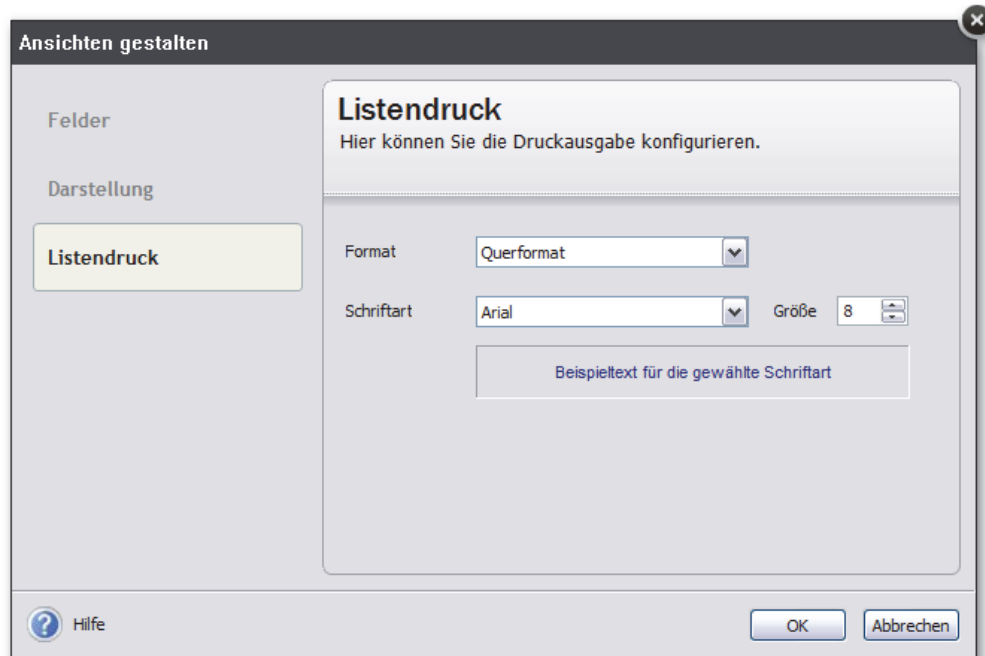 Ansichten gestalten
Felder
Darstellung
Listendruck
Listendruck
Hier können Sie die Druckausgabe konfigurieren.
Format Querformat
Schriftart Arial Größe 8
Beispieltext für die gewählte Schriftart
Hilfe OK Abbrechen